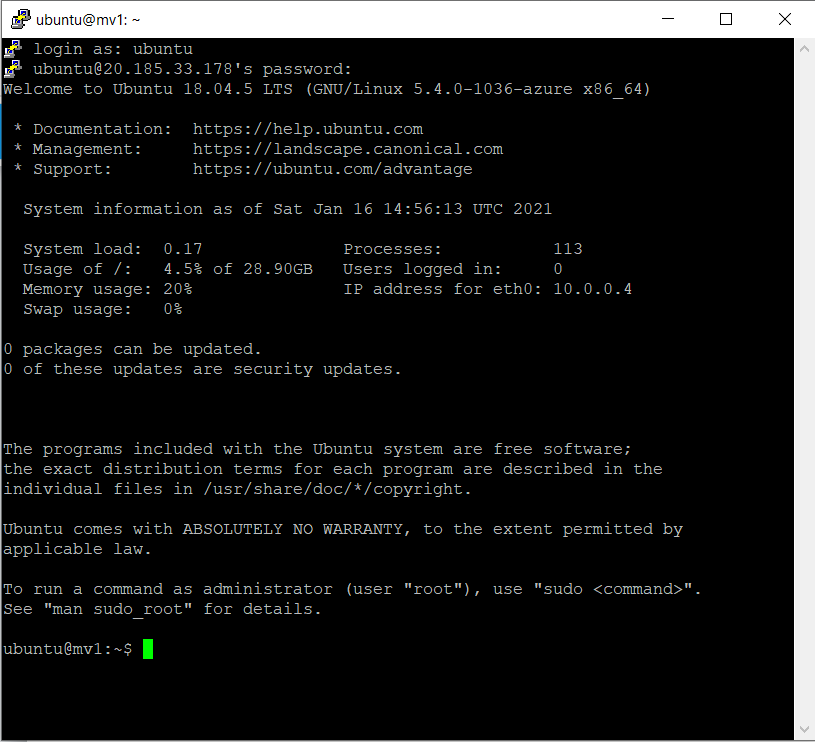 ubuntu@mv1: ~
login as: ubuntu
ubuntu@20.185.33.178's password:
Welcome to Ubuntu 18.04.5 LTS (GNU/Linux 5.4.0-1036-azure x86_64)
* Documentation:  https://help.ubuntu.com
* Management:     https://landscape.canonical.com
* Support:        https://ubuntu.com/advantage
System information as of Sat Jan 16 14:56:13 UTC 2021
System load:  0.17              Processes:           113
Usage of /:   4.5% of 28.90GB   Users logged in:     0
Memory usage: 20%               IP address for eth0: 10.0.0.4
Swap usage:   0%
0 packages can be updated.
0 of these updates are security updates.
The programs included with the Ubuntu system are free software;
the exact distribution terms for each program are described in the
individual files in /usr/share/doc/*/copyright.
Ubuntu comes with ABSOLUTELY NO WARRANTY, to the extent permitted by
applicable law.
To run a command as administrator (user "root"), use "sudo <command>".
See "man sudo_root" for details.
ubuntu@mv1:~$